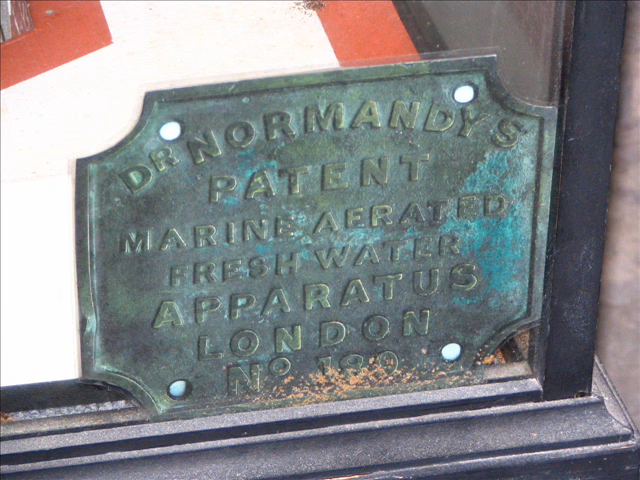 DR NORMANDY'S
PATENT
MARINE AERATED
FRESH WATER
APPARATUS
LONDON
No